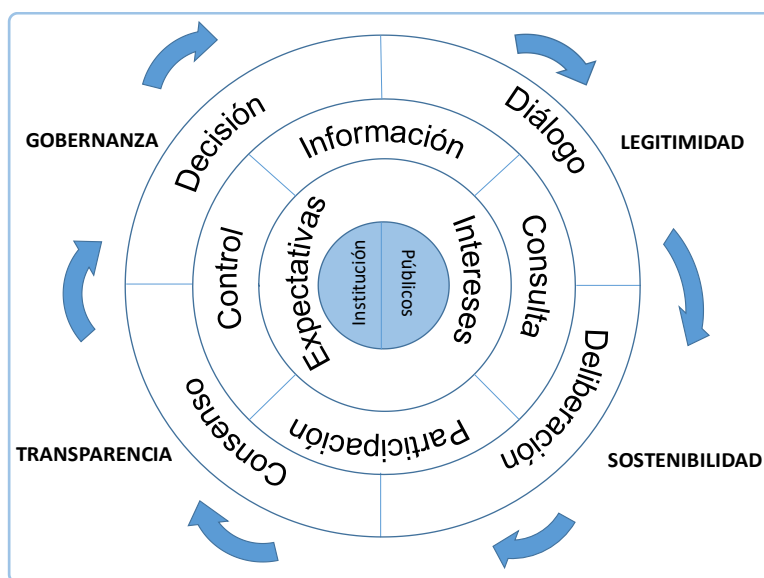 Decisión
Diálogo
GOBERNANZA
Información
LEGITIMIDAD
Control
Expectativas
Institución
Públicos
Intereses
Consulta
TRANSPARENCIA
Consenso
Participación
Deliberación
SOSTENIBILIDAD